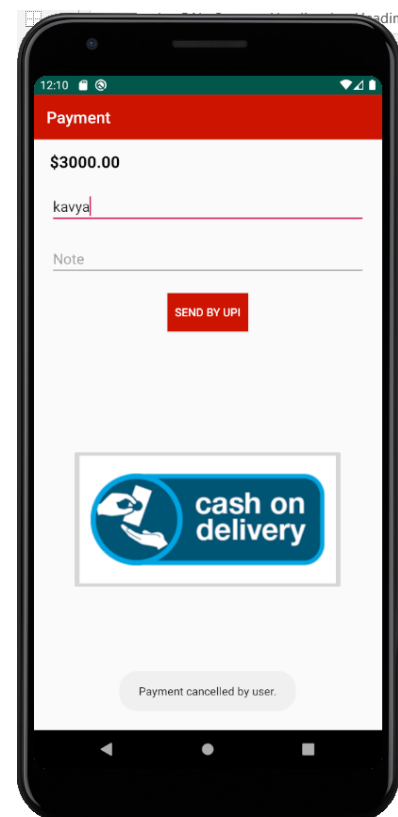 12:10
Payment
$3000.00
kavya
Note
SEND BY UPI
cash on
delivery
Payment cancelled by user.